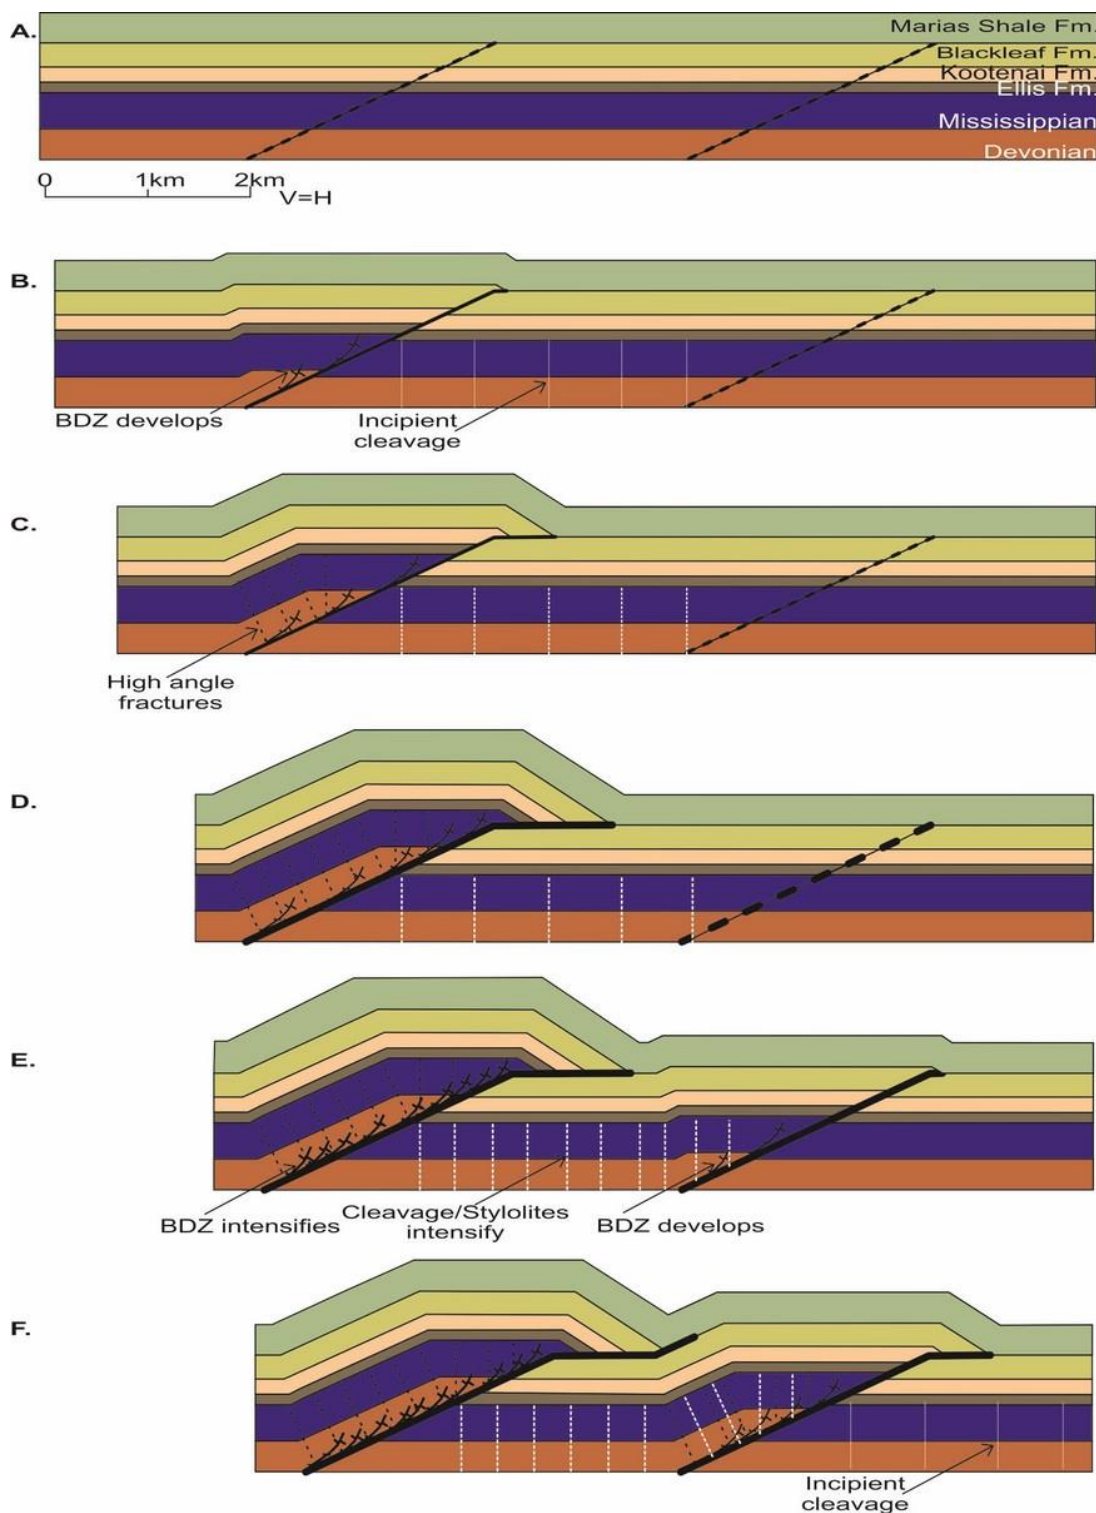 A.
Marias Shale Fm.
Blackleaf Fm.
Kootenai Fm.
Ellis Fm.
Mississippian
Devonian
0 1km 2km
V=H
B.
BDZ develops
Incipient
cleavage
C.
High angle
fractures
D.
E.
BDZ intensifies
Cleavage/Stylolites
intensify
BDZ develops
F.
Incipient
cleavage